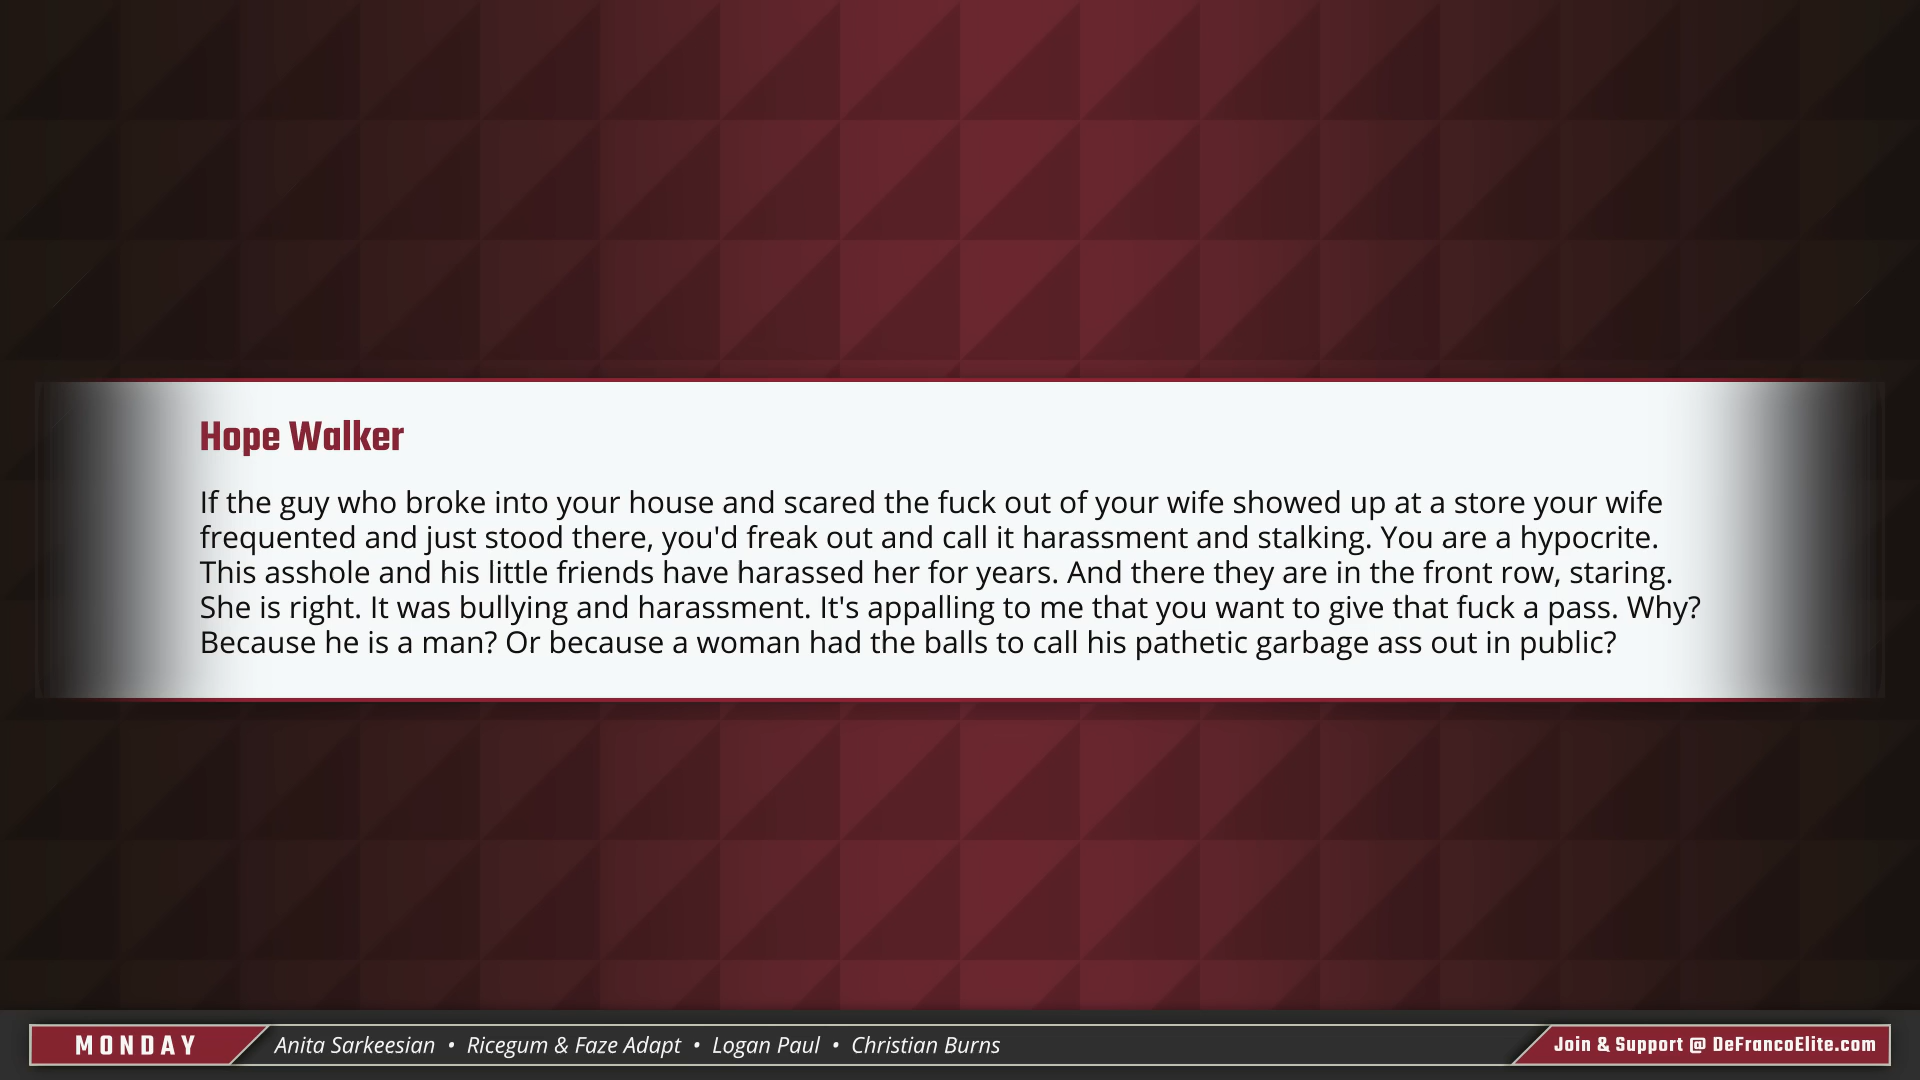 Hope Walker
If the guy who broke into your house and scared the fuck out of your wife showed up at a store your wife
frequented and just stood there, you'd freak out and call it harassment and stalking. You are a hypocrite.
This asshole and his little friends have harassed her for years. And there they are in the front row, staring.
She is right. It was bullying and harassment. It's appalling to me that you want to give that fuck a pass. Why?
Because he is a man? Or because a woman had the balls to call his pathetic garbage ass out in public?
MONDAY Anita Sarkeesian • Ricegum & Faze Adapt • Logan Paul • Christian Burns Join & Support @ DeFrancoElite.com